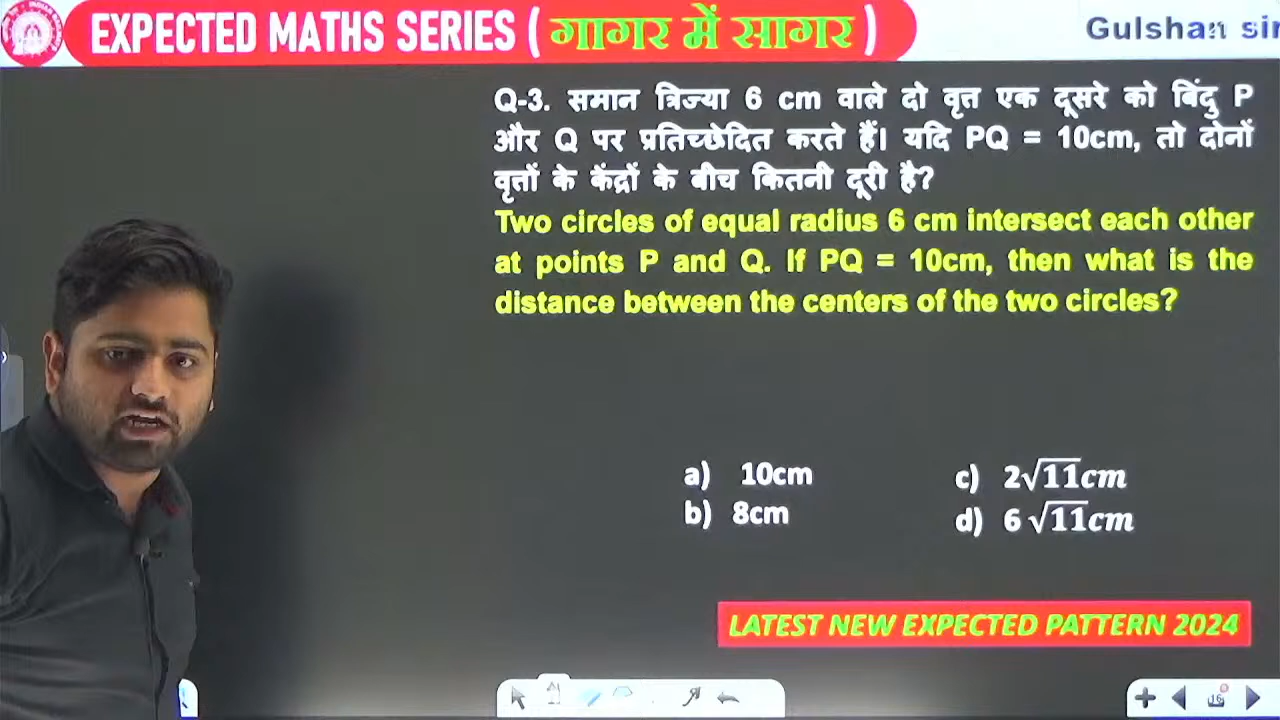 EXPECTED MATHS SERIES ( गागर में सागर )
Gulshan sir
Q-3. समान त्रिज्या 6 cm वाले दो वृत एक दूसरे को बिंदु P
और Q पर प्रतिच्छेदित करते हैं। यदि PQ = 10cm, तो दोनों
वृत्तों के केंद्रों के बीच कितनी दूरी है?
Two circles of equal radius 6 cm intersect each other
at points P and Q. If PQ = 10cm, then what is the
distance between the centers of the two circles?
a) 10cm
b) 8cm
c) 2√11cm
d) 6 √11cm
LATEST NEW EXPECTED PATTERN 2024
16